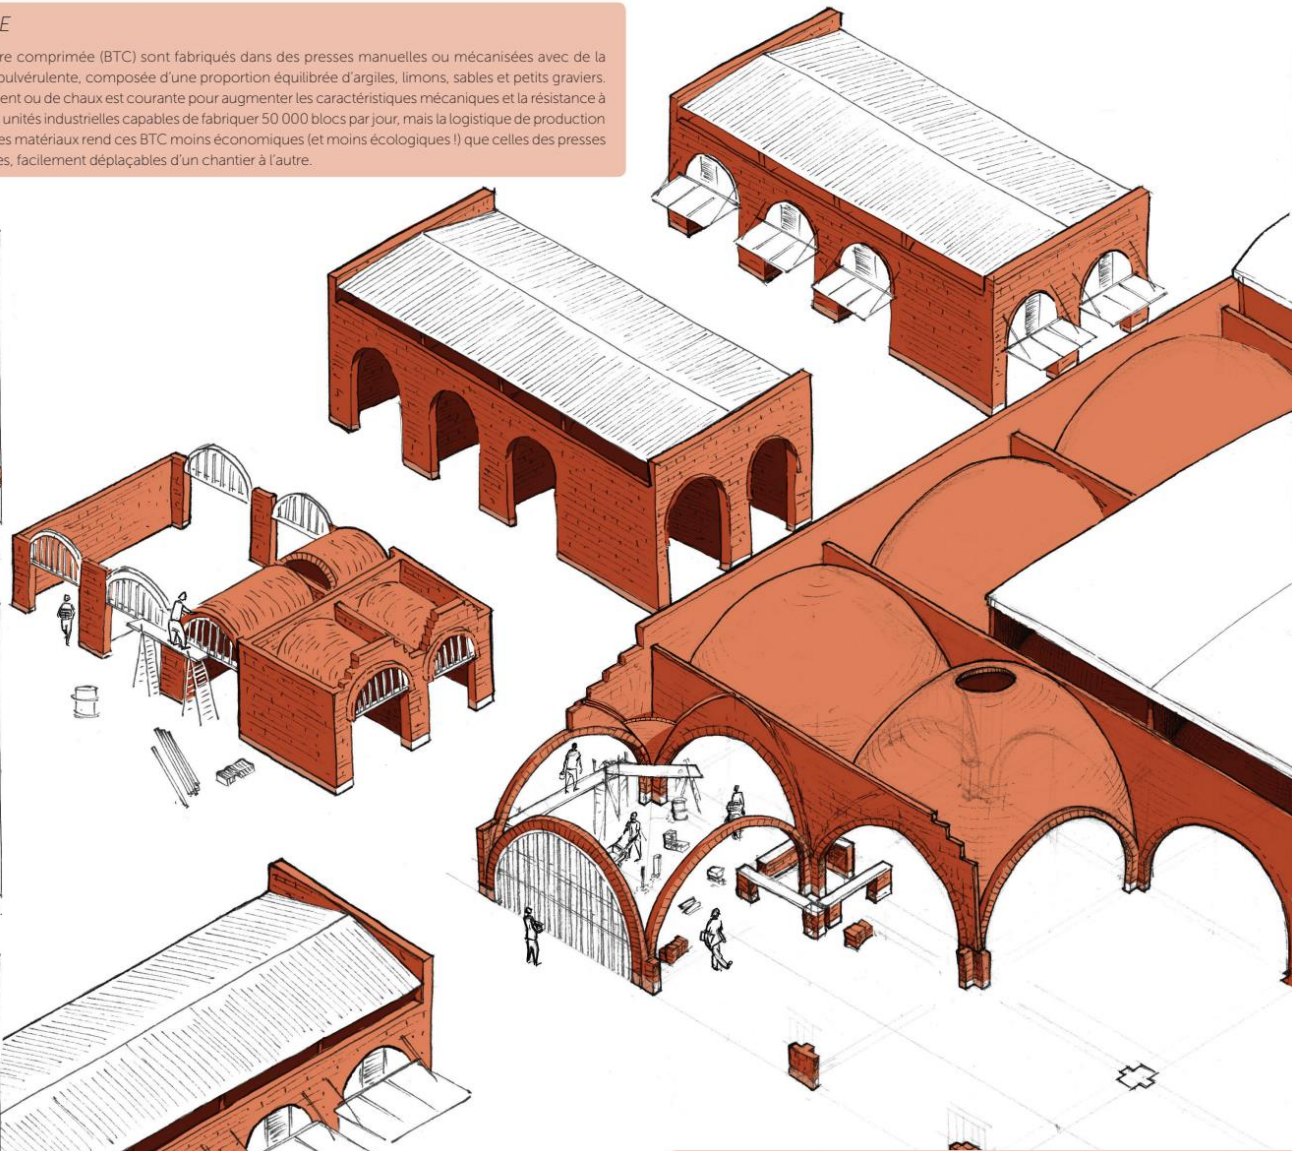 E
re comprimée (BTC) sont fabriqués dans des presses manuelles ou mécanisées avec de la
pulvérulente, composée d'une proportion équilibrée d'argiles, limons, sables et petits graviers.
ent ou de chaux est courante pour augmenter les caractéristiques mécaniques et la résistance à
unités industrielles capables de fabriquer 50 000 blocs par jour, mais la logistique de production
es matériaux rend ces BTC moins économiques (et moins écologiques !) que celles des presses
es, facilement déplaçables d'un chantier à l'autre.